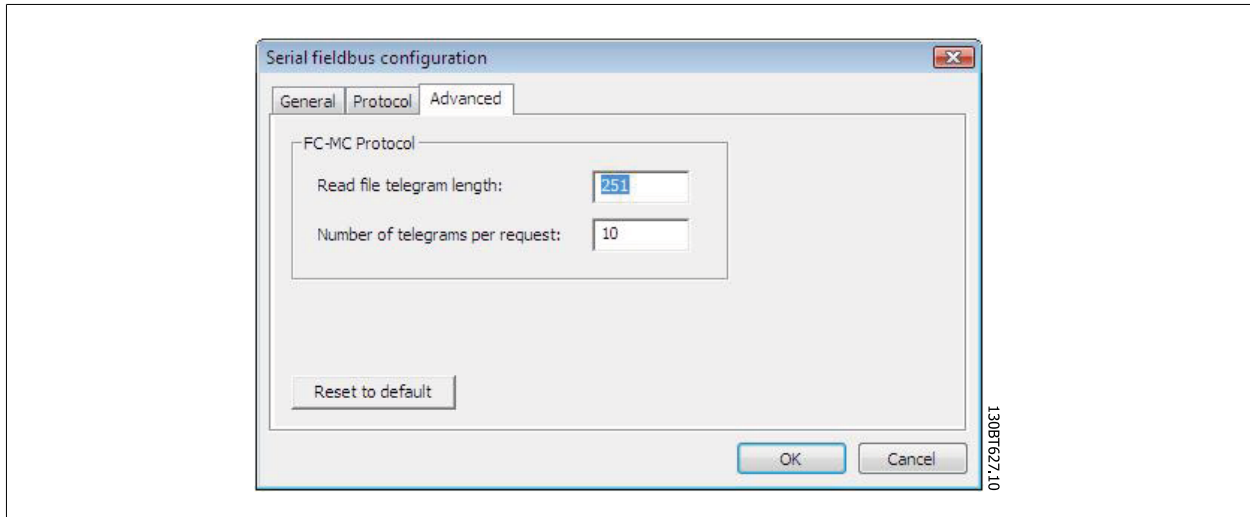 Serial fieldbus configuration
General Protocol Advanced
FC-MC Protocol
Read file telegram length: 251
Number of telegrams per request: 10
Reset to default
OK Cancel
130BT627.10